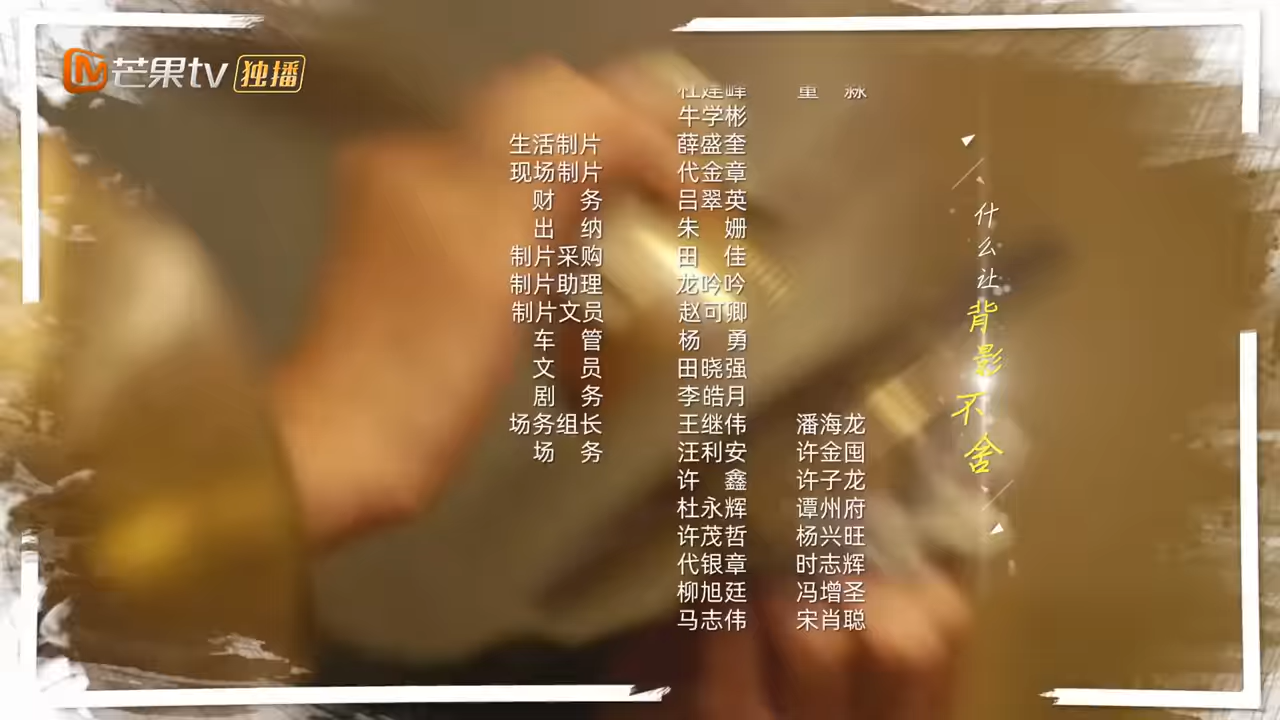 芒果tv 独播
杜建峰 董 淼
牛学彬
生活制片 薛盛奎
现场制片 代金章
财 务 吕翠英
出 纳 朱 姗
制片采购 田 佳
制片助理 龙吟吟
制片文员 赵可卿
车 管 杨 勇
文 员 田晓强
剧 务 李皓月
场务组长 王继伟 潘海龙
场 务 汪利安 许金囤
许 鑫 许子龙
杜永辉 谭州府
许茂哲 杨兴旺
代银章 时志辉
柳旭廷 冯增圣
马志伟 宋肖聪
什么让
背影不舍